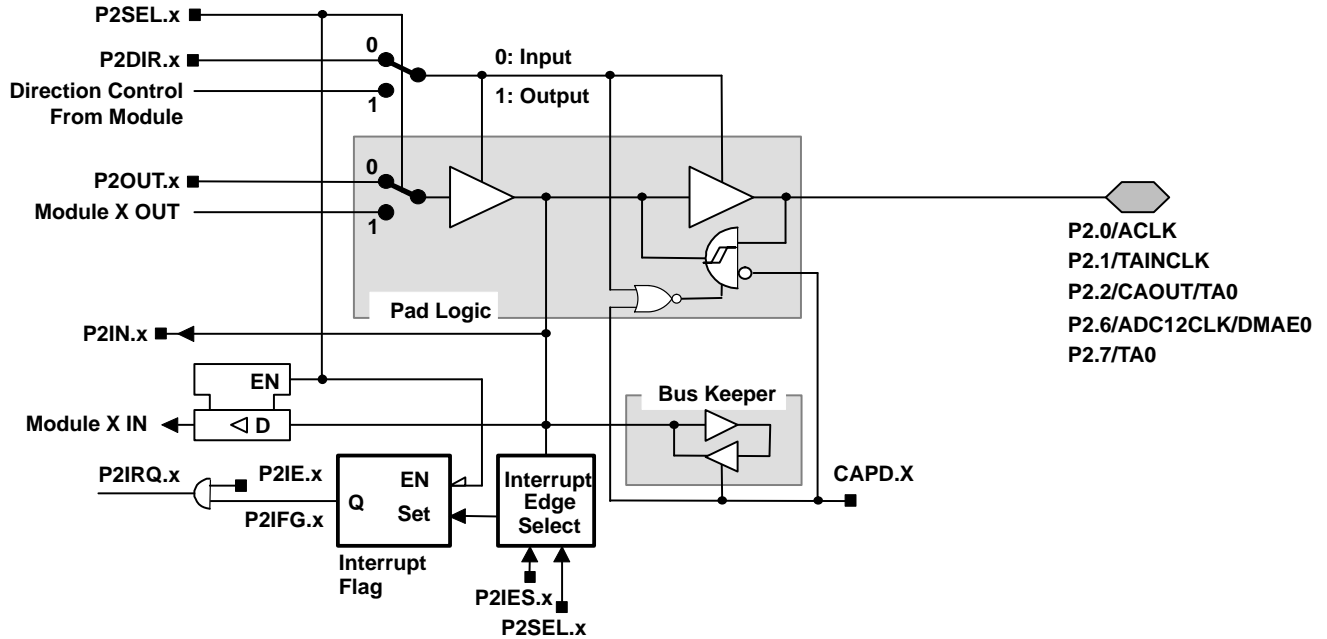 P2SEL.x
P2DIR.x
0
0: Input
Direction Control
From Module
1
1: Output
P2OUT.x
0
Module X OUT
1
P2.0/ACLK
P2.1/TAINCLK
P2.2/CAOUT/TA0
P2.6/ADC12CLK/DMAE0
P2.7/TA0
Pad Logic
P2IN.x
EN
Bus Keeper
Module X IN
D
P2IRQ.x
P2IE.x
P2IFG.x
EN
Q
Set
Interrupt
Flag
Interrupt
Edge
Select
CAPD.X
P2IES.x
P2SEL.x